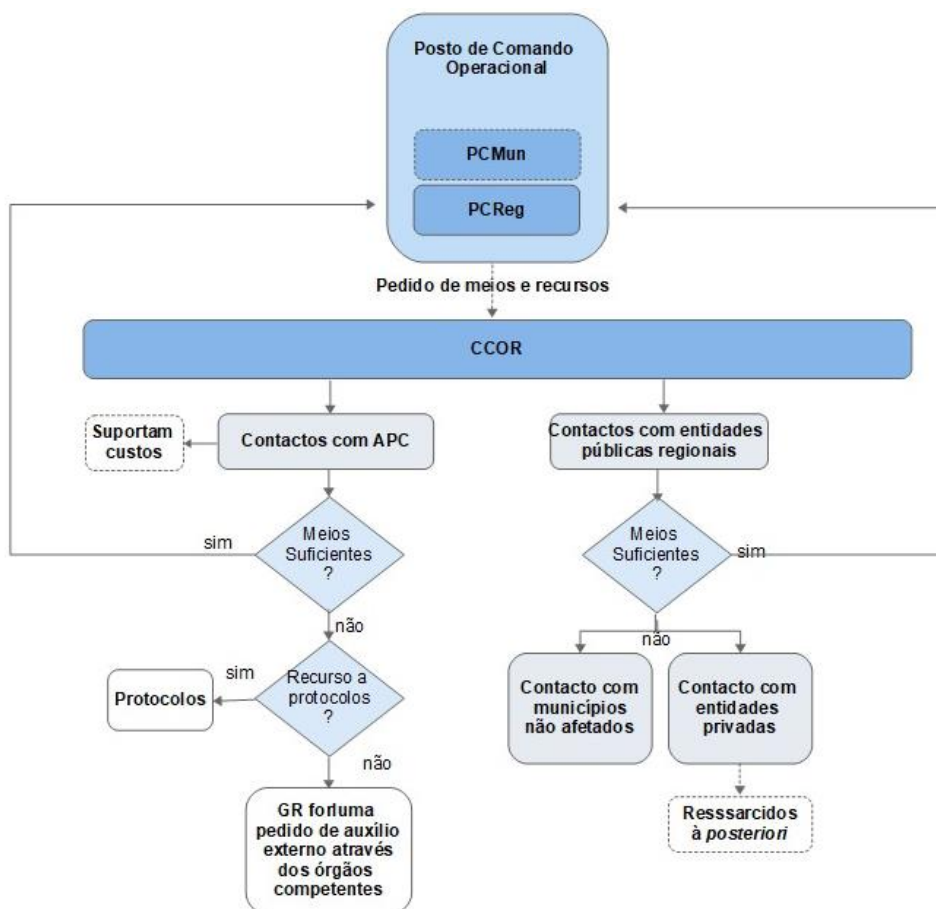 Posto de Comando
Operacional
PCMun
PCReg
Pedido de meios e recursos
CCOR
Suportam
custos
Contactos com APC
Contactos com entidades
públicas regionais
Meios
Suficientes
?
sim
não
Meios
Suficientes
?
sim
não
Recurso a
protocolos
?
sim
Protocolos
não
GR forluma
pedido de auxílio
externo através
dos órgãos
competentes
Contacto com
municípios
não afetados
Contacto com
entidades
privadas
Resssarcidos
à posteriori